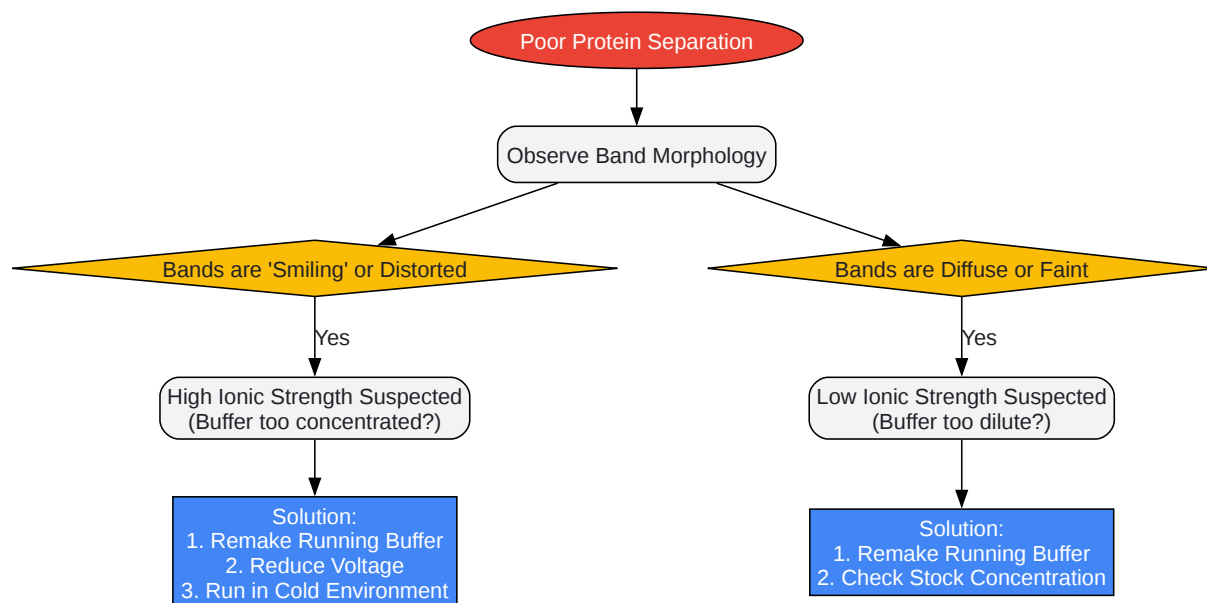 Poor Protein Separation
Observe Band Morphology
Bands are 'Smiling' or Distorted
Bands are Diffuse or Faint
Yes
Yes
High Ionic Strength Suspected
(Buffer too concentrated?)
Low Ionic Strength Suspected
(Buffer too dilute?)
Solution:
1. Remake Running Buffer
2. Reduce Voltage
3. Run in Cold Environment
Solution:
1. Remake Running Buffer
2. Check Stock Concentration